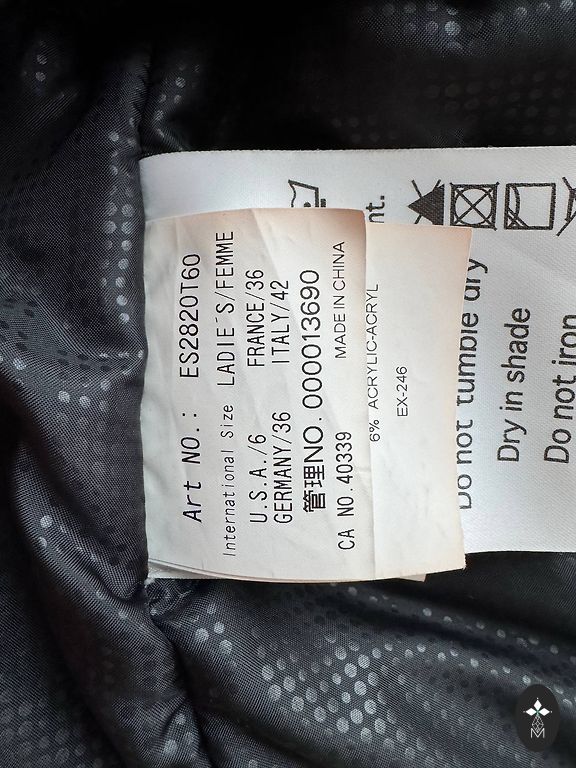 Art NO.: ES2820T60
International Size LADIE'S/FEMME
U.S.A./6 FRANCE/36
GERMANY/36 ITALY/42
管理NO. 000013690
CA NO. 40339 MADE IN CHINA
6% ACRYLIC-ACRYL
EX-246
nt.
Do not tumble dry
Dry in shade
Do not iron
M